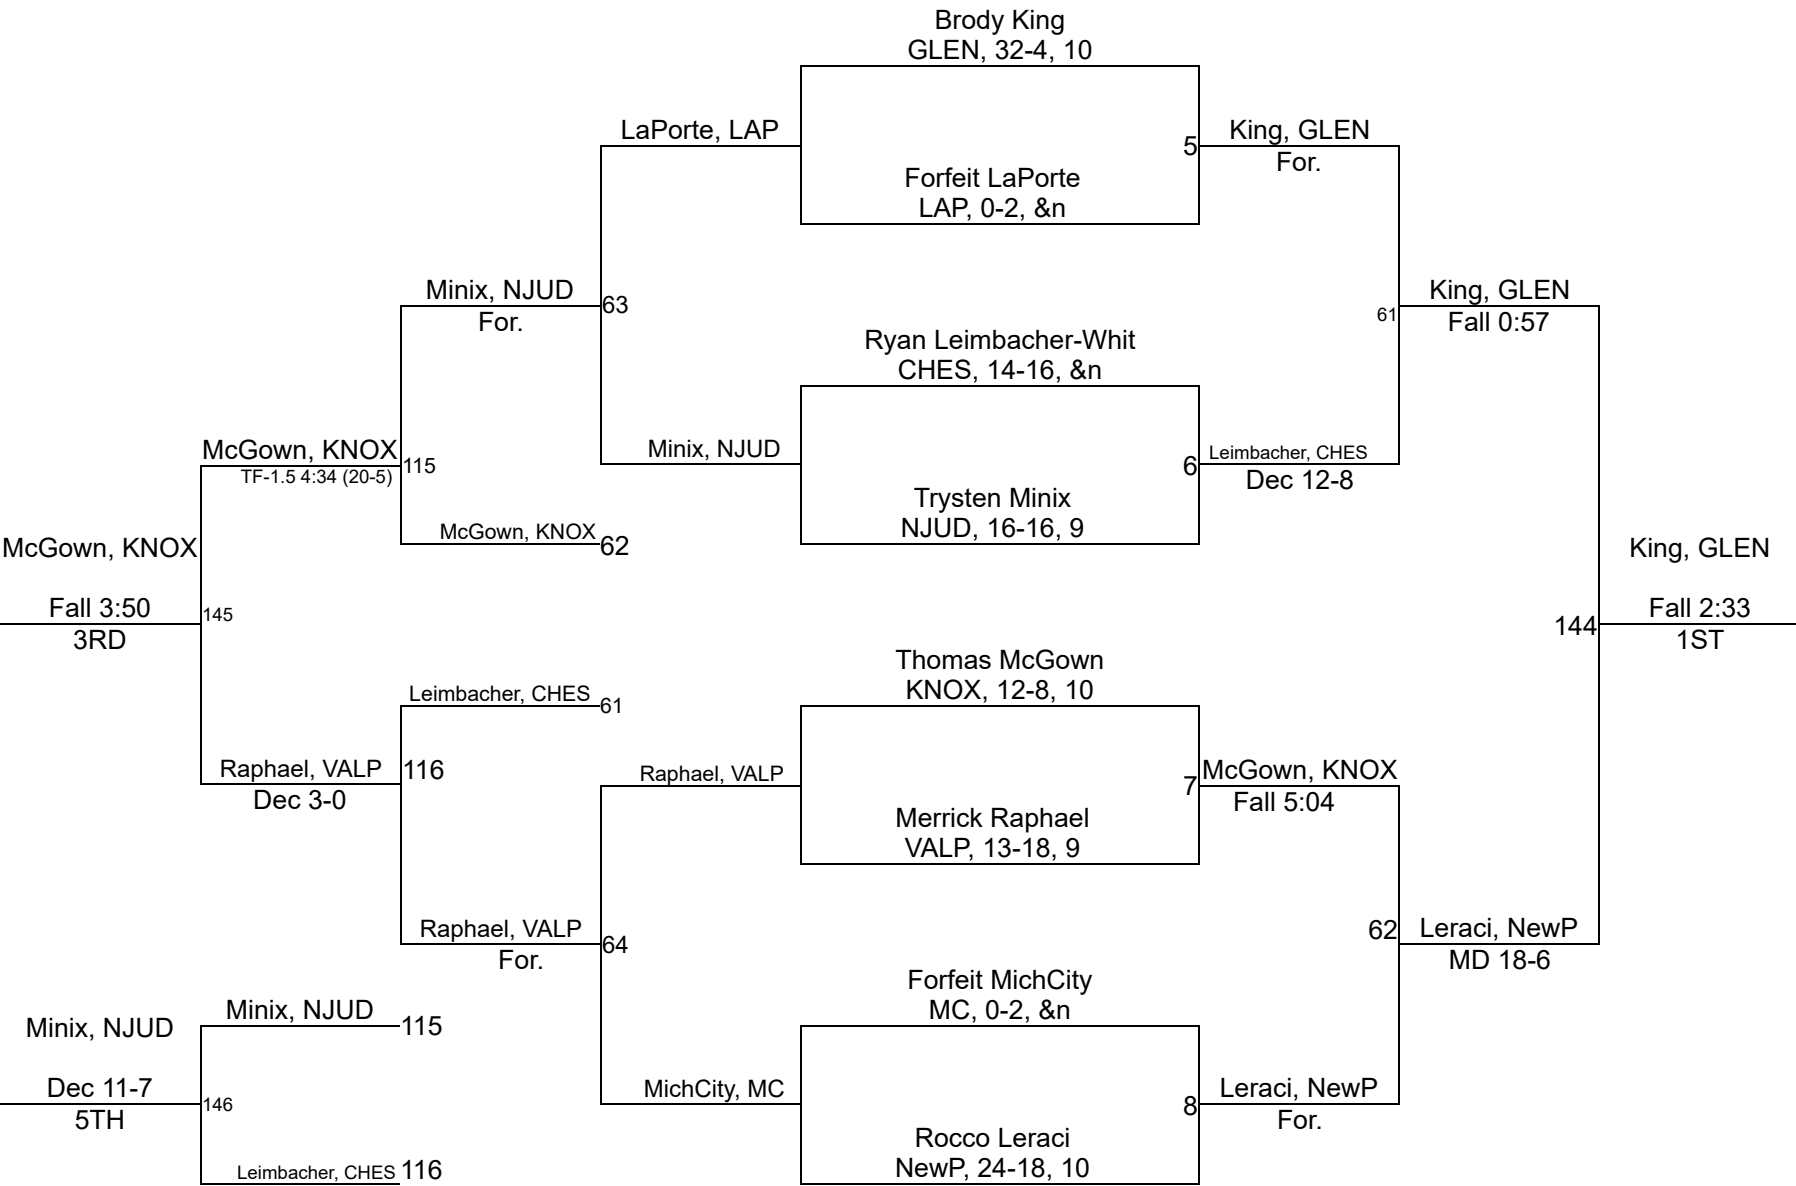 Brody King
GLEN, 32-4, 10
LaPorte, LAP
5
King, GLEN
For.
Forfeit LaPorte
LAP, 0-2, &n
Minix, NJUD
For.
63
61
King, GLEN
Fall 0:57
Ryan Leimbacher-Whit
CHES, 14-16, &n
McGown, KNOX
TF-1.5 4:34 (20-5)
115
Minix, NJUD
6
Leimbacher, CHES
Dec 12-8
Trysten Minix
NJUD, 16-16, 9
McGown, KNOX
62
McGown, KNOX
Fall 3:50
3RD
145
King, GLEN
144
Fall 2:33
1ST
Thomas McGown
KNOX, 12-8, 10
Leimbacher, CHES
61
Raphael, VALP
Dec 3-0
116
Raphael, VALP
7
McGown, KNOX
Fall 5:04
Merrick Raphael
VALP, 13-18, 9
Raphael, VALP
For.
64
62
Leraci, NewP
MD 18-6
Forfeit MichCity
MC, 0-2, &n
Minix, NJUD
Minix, NJUD
115
Dec 11-7
5TH
146
MichCity, MC
8
Leraci, NewP
For.
Rocco Leraci
NewP, 24-18, 10
Leimbacher, CHES
116